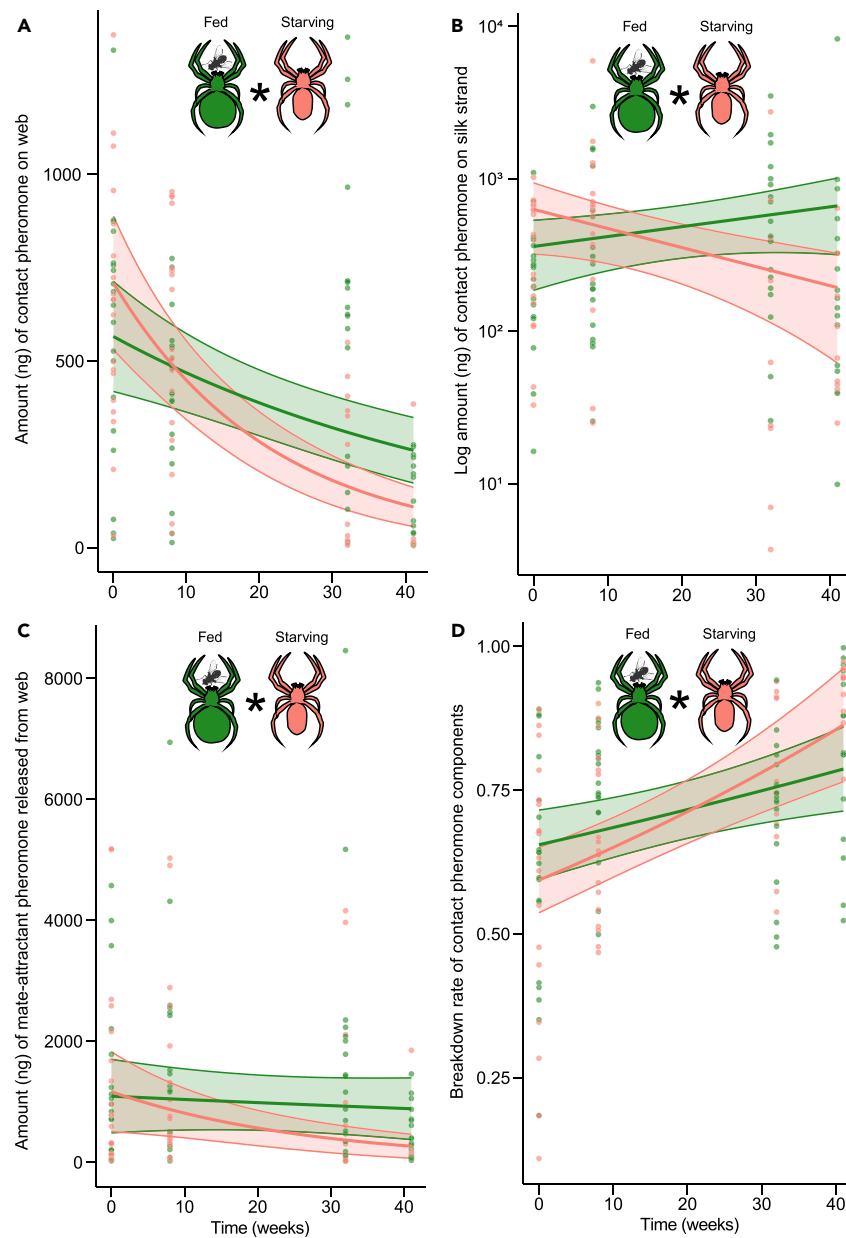 A
Fed
Starving
*
Amount (ng) of contact pheromone on web
1000
500
0
0
10
20
30
40
B
Fed
Starving
*
Log amount (ng) of contact pheromone on silk strand
10⁴
10³
10²
10¹
0
10
20
30
40
C
Fed
Starving
*
Amount (ng) of mate-attractant pheromone released from web
8000
6000
4000
2000
0
0
10
20
30
40
Time (weeks)
D
Fed
Starving
*
Breakdown rate of contact pheromone components
1.00
0.75
0.50
0.25
0
10
20
30
40
Time (weeks)